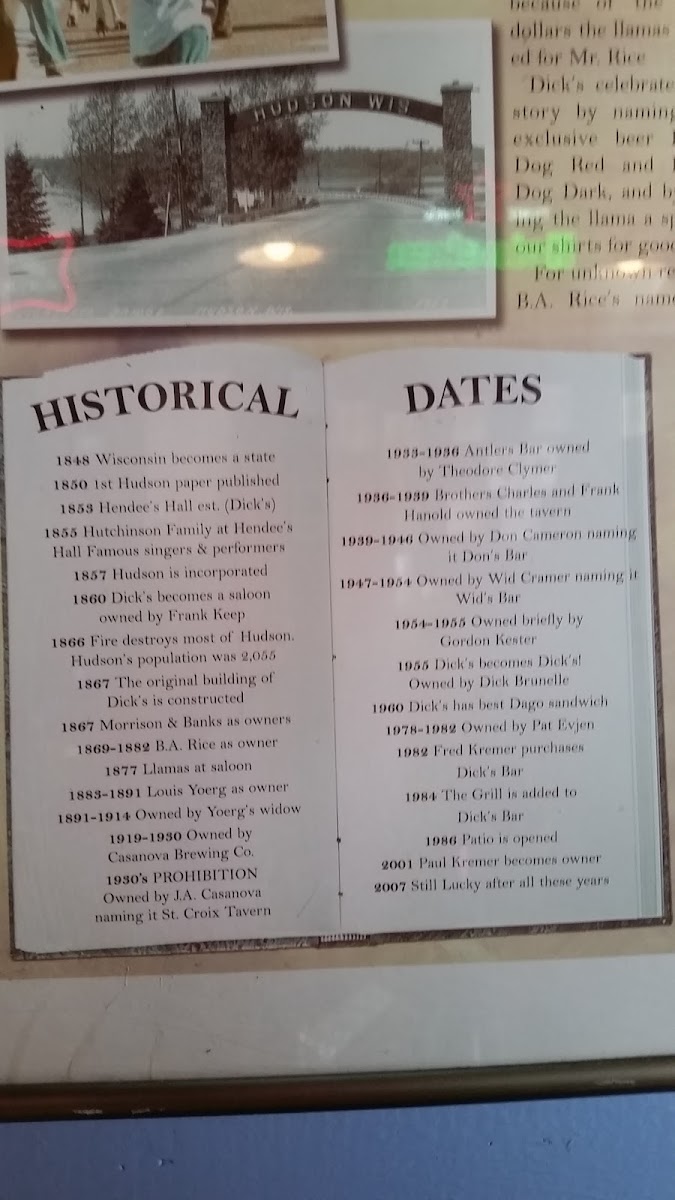 because of the
dollars the llamas
ed for Mr. Rice
Dick's celebrate
story by naming
exclusive beer
Dog Red and
Dog Dark, and b
ing the llama a sp
our shirts for good
For unknown re
B.A. Rice's name
HUDSON WIS
HUDSON, WIS.
HISTORICAL
1848 Wisconsin becomes a state
1850 1st Hudson paper published
1853 Hendee's Hall est. (Dick's)
1855 Hutchinson Family at Hendee's
Hall Famous singers & performers
1857 Hudson is incorporated
1860 Dick's becomes a saloon
owned by Frank Keep
1866 Fire destroys most of Hudson.
Hudson's population was 2,055
1867 The original building of
Dick's is constructed
1867 Morrison & Banks as owners
1869-1882 B.A. Rice as owner
1877 Llamas at saloon
1883-1891 Louis Yoerg as owner
1891-1914 Owned by Yoerg's widow
1919-1930 Owned by
Casanova Brewing Co.
1930's PROHIBITION
Owned by J.A. Casanova
naming it St. Croix Tavern
DATES
1933-1936 Antlers Bar owned
by Theodore Clymer
1936-1939 Brothers Charles and Frank
Hanold owned the tavern
1939-1946 Owned by Don Cameron naming
it Don's Bar
1947-1954 Owned by Wid Cramer naming it
Wid's Bar
1954-1955 Owned briefly by
Gordon Kester
1955 Dick's becomes Dick's!
Owned by Dick Brunelle
1960 Dick's has best Dago sandwich
1978-1982 Owned by Pat Evjen
1982 Fred Kremer purchases
Dick's Bar
1984 The Grill is added to
Dick's Bar
1986 Patio is opened
2001 Paul Kremer becomes owner
2007 Still Lucky after all these years